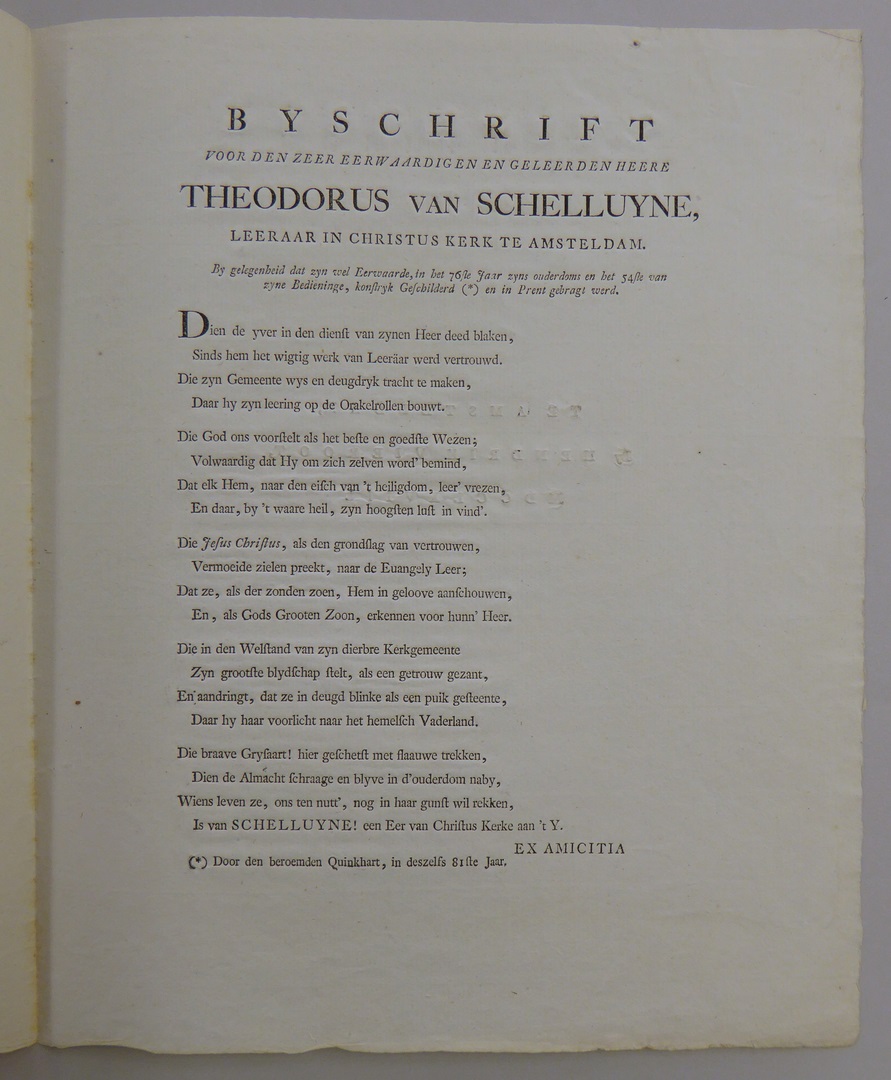 BYSCHRIFT
VOOR DEN ZEER EERWAARDIGEN EN GELEERDEN HEERE
THEODORUS VAN SCHELLUYNE,
LEERAAR IN CHRISTUS KERK TE AMSTELDAM.
By gelegenheid dat zyn wel Eerwaarde, in het 76ſte Jaar zyns ouderdoms en het 54ſte van
zyne Bedieninge, konſtryk Geſchilderd (*) en in Prent gebragt werd.
Dien de yver in den dienſt van zynen Heer deed blaken,
Sinds hem het wigtig werk van Leeräar werd vertrouwd.
Die zyn Gemeente wys en deugdryk tracht te maken,
Daar hy zyn leering op de Orakelrollen bouwt.
Die God ons voorſtelt als het beſte en goedſte Wezen;
Volwaardig dat Hy om zich zelven word' bemind,
Dat elk Hem, naar den eiſch van 't heiligdom, leer' vrezen,
En daar, by 't waare heil, zyn hoogſten luſt in vind'.
Die Jeſus Chriſtus, als den grondſlag van vertrouwen,
Vermoeide zielen preekt, naar de Euangely Leer;
Dat ze, als der zonden zoen, Hem in geloove aanſchouwen,
En, als Gods Grooten Zoon, erkennen voor hunn' Heer.
Die in den Welſtand van zyn dierbre Kerkgemeente
Zyn grootſte blydſchap ſtelt, als een getrouw gezant,
En aandringt, dat ze in deugd blinke als een puik geſteente,
Daar hy haar voorlicht naar het hemelſch Vaderland.
Die braave Gryſaart! hier geſchetſt met flaauwe trekken,
Dien de Almacht ſchraage en blyve in d'ouderdom naby,
Wiens leven ze, ons ten nutt', nog in haar gunſt wil rekken,
Is van SCHELLUYNE! een Eer van Chriſtus Kerke aan 't Y.
EX AMICITIA
(*) Door den beroemden Quinkhart, in deszelfs 81ſte Jaar.